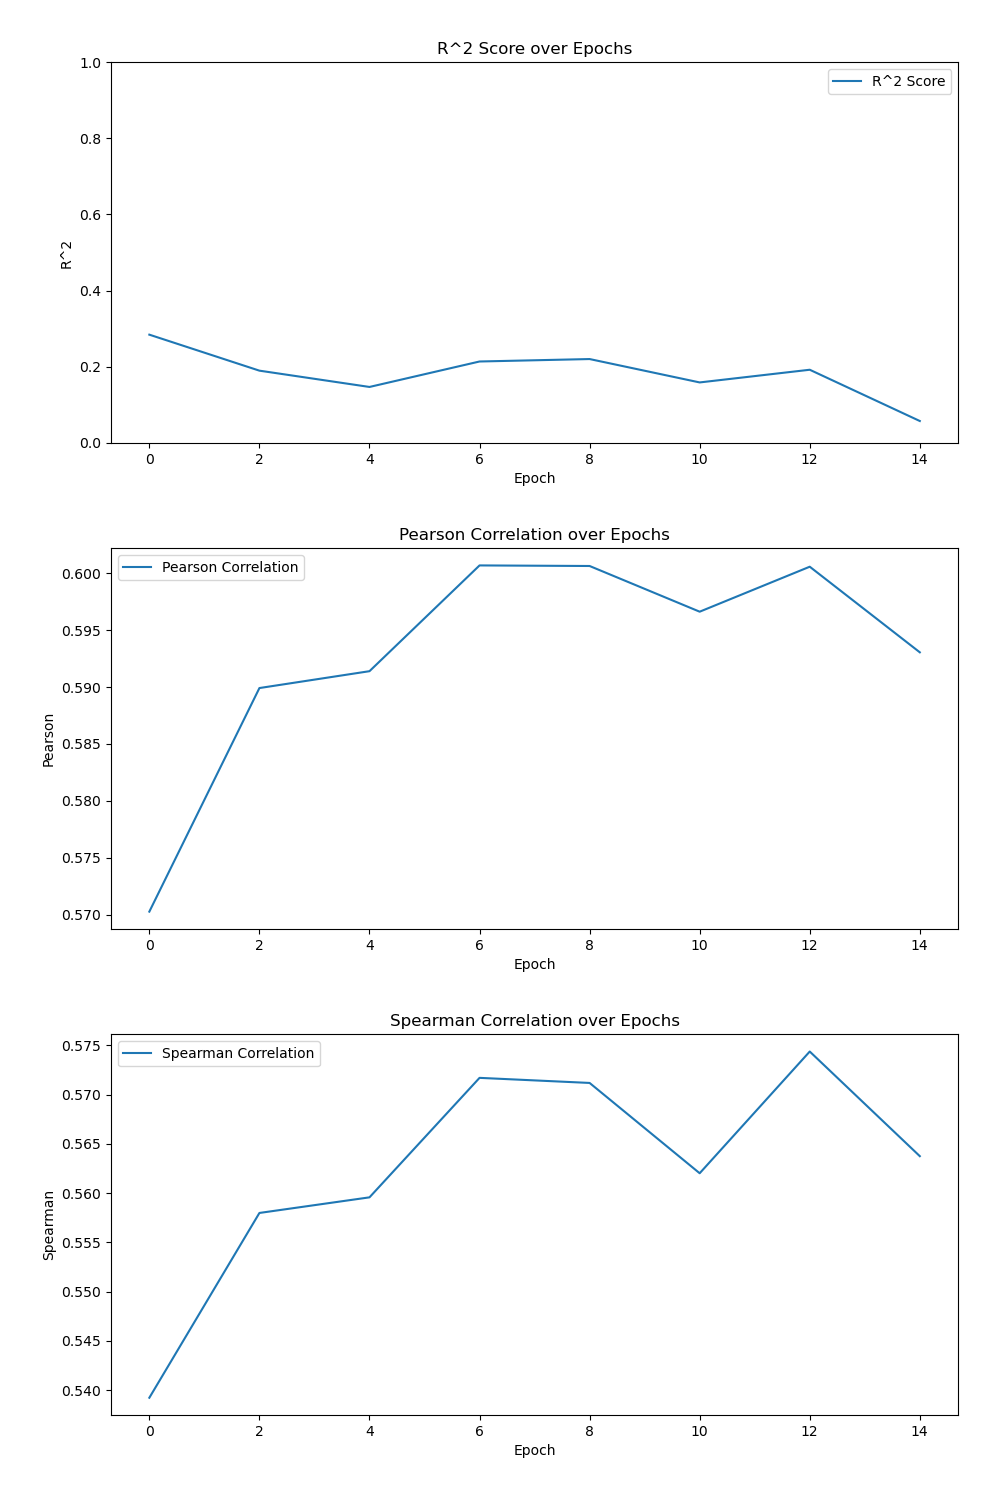 R^2 Score over Epochs
1.0
R^2 Score
0.8
0.6
R^2
0.4
0.2
0.0
0 2 4 6 8 10 12 14
Epoch
Pearson Correlation over Epochs
Pearson Correlation
0.600
0.595
0.590
Pearson
0.585
0.580
0.575
0.570
0 2 4 6 8 10 12 14
Epoch
Spearman Correlation over Epochs
0.575
Spearman Correlation
0.570
0.565
0.560
Spearman
0.555
0.550
0.545
0.540
0 2 4 6 8 10 12 14
Epoch